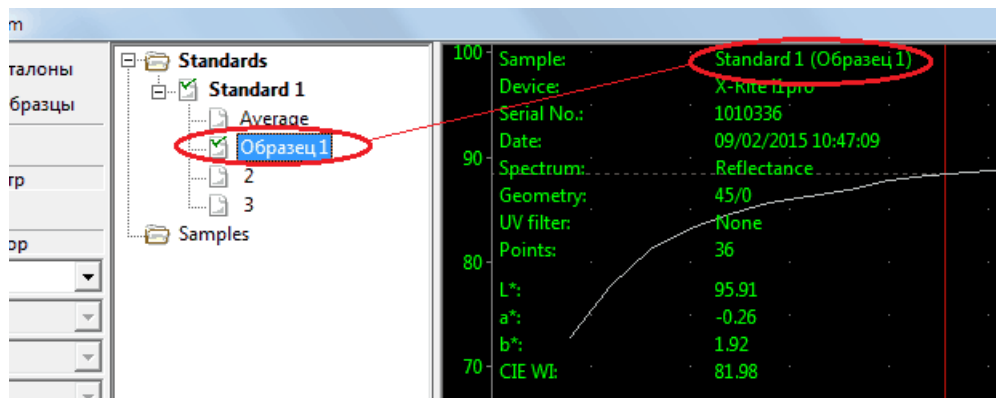 m
талоны
бразцы
тр
ор
Standards
Standard 1
Average
Образец 1
2
3
Samples
100
90
80
70
Sample: Standard 1 (Образец 1)
Device: X-Rite i1pro
Serial No.: 1010336
Date: 09/02/2015 10:47:09
Spectrum: Reflectance
Geometry: 45/0
UV filter: None
Points: 36
L*: 95.91
a*: -0.26
b*: 1.92
CIE WI: 81.98